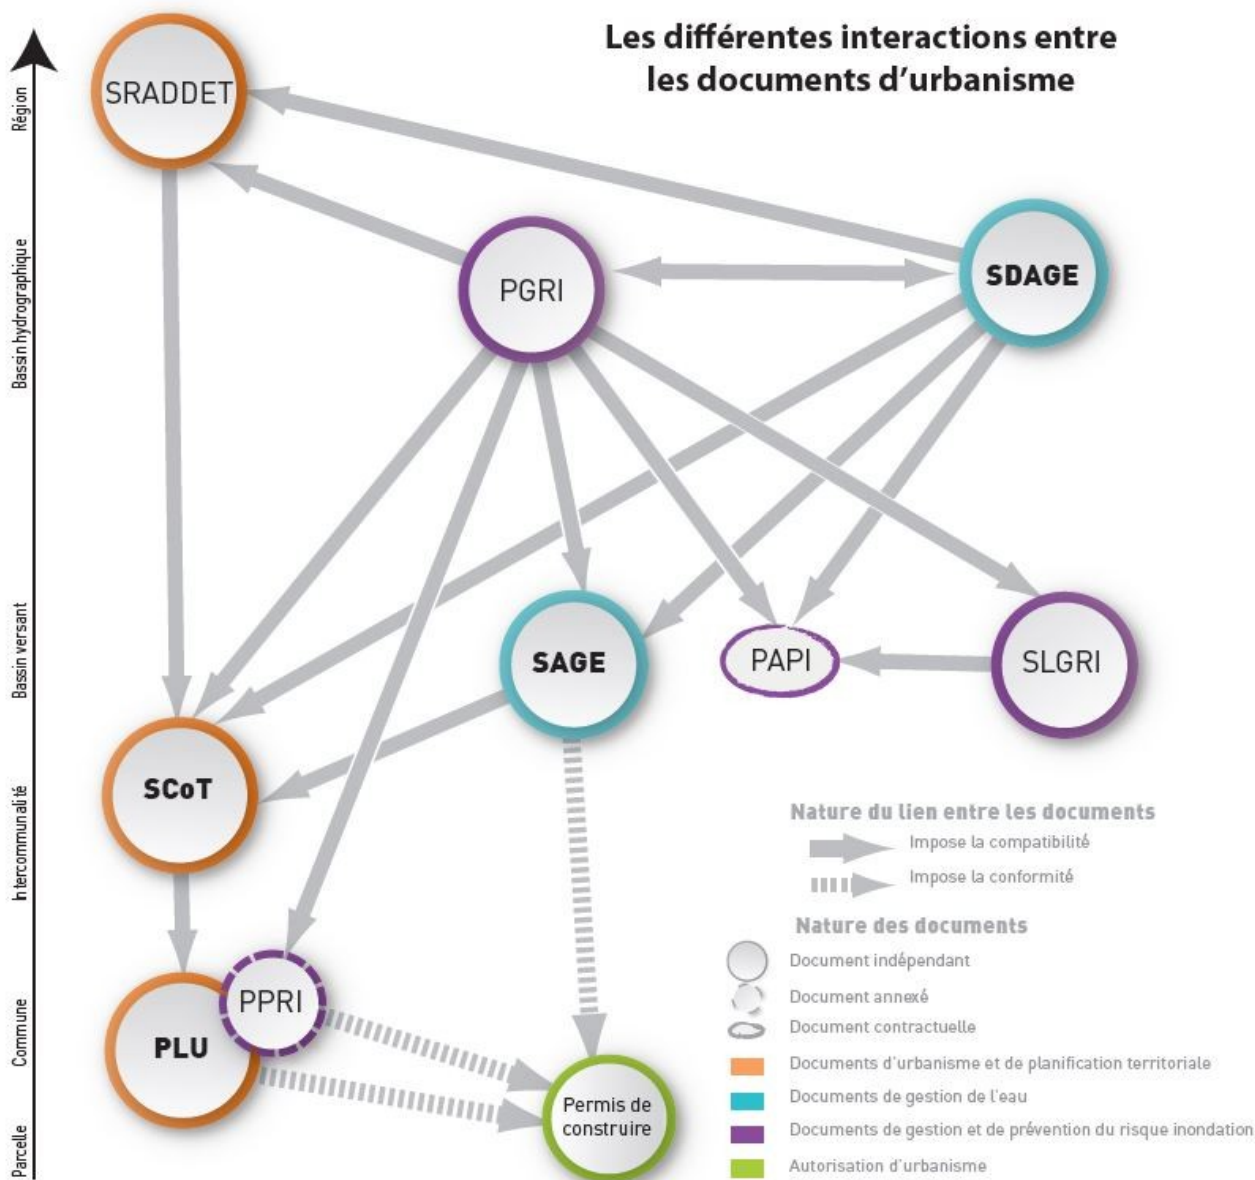 Les différentes interactions entre
les documents d'urbanisme
Région
Bassin hydrographique
Bassin versant
Intercommunalité
Commune
Parcelle
SRADDET
PGRI
SDAGE
SAGE
PAPI
SLGRI
SCoT
PPRI
PLU
Permis de
construire
Nature du lien entre les documents
Impose la compatibilité
Impose la conformité
Nature des documents
Document indépendant
Document annexé
Document contractuelle
Documents d'urbanisme et de planification territoriale
Documents de gestion de l'eau
Documents de gestion et de prévention du risque inondation
Autorisation d'urbanisme